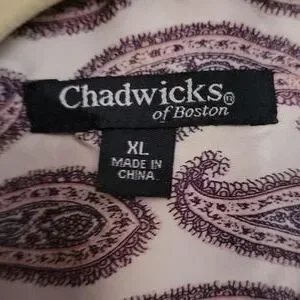 Chadwicks®
of Boston
XL
MADE IN
CHINA